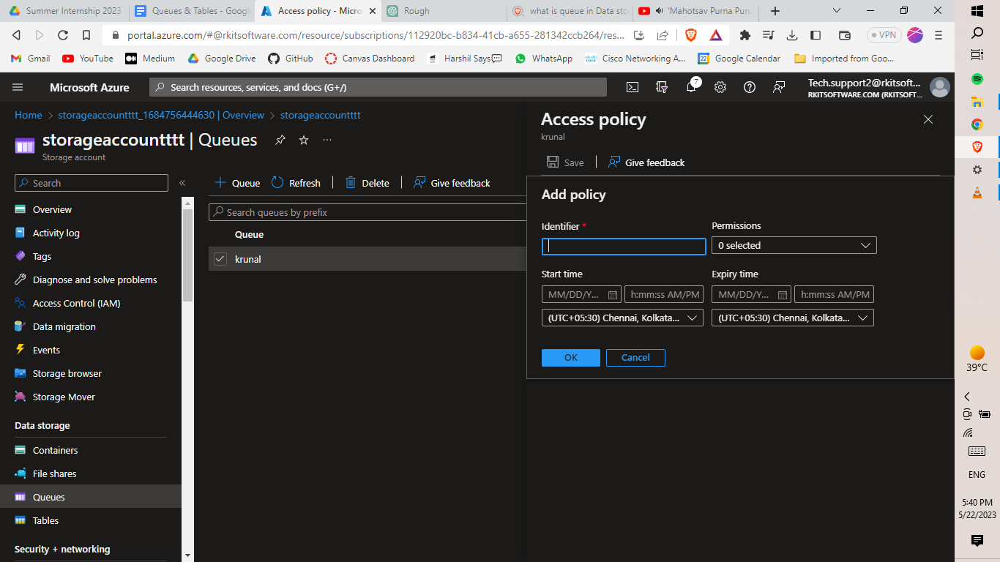 Summer Internship 2023
Queues & Tables - Google
Access policy - Micro
Rough
what is queue in Data sto
'Mahotsav Purna Puru
portal.azure.com/#@rkitsoftware.com/resource/subscriptions/112920bc-b834-41cb-a655-281342ccb264/res...
VPN
Gmail
YouTube
Medium
Google Drive
GitHub
Canvas Dashboard
Harshil Says💬
WhatsApp
Cisco Networking A...
22
Google Calendar
Imported from Goo...
Microsoft Azure
Search resources, services, and docs (G+/)
7
Tech.support2@rkitsoft...
RKITSOFTWARE.COM (RKITSOFT...
Home > storageaccountttt_1684756444630 | Overview > storageaccountttt
storageaccountttt | Queues
Storage account
Search
«
Overview
Activity log
Tags
Diagnose and solve problems
Access Control (IAM)
Data migration
Events
Storage browser
Storage Mover
Data storage
Containers
File shares
Queues
Tables
Security + networking
Queue
Refresh
Delete
Give feedback
Search queues by prefix
Queue
krunal
Access policy
krunal
Save
Give feedback
Add policy
Identifier *
Permissions
0 selected
Start time
Expiry time
MM/DD/Y...
h:mm:ss AM/PM
MM/DD/Y...
h:mm:ss AM/PM
(UTC+05:30) Chennai, Kolkata...
(UTC+05:30) Chennai, Kolkata...
OK
Cancel
39°C
ENG
5:40 PM
5/22/2023